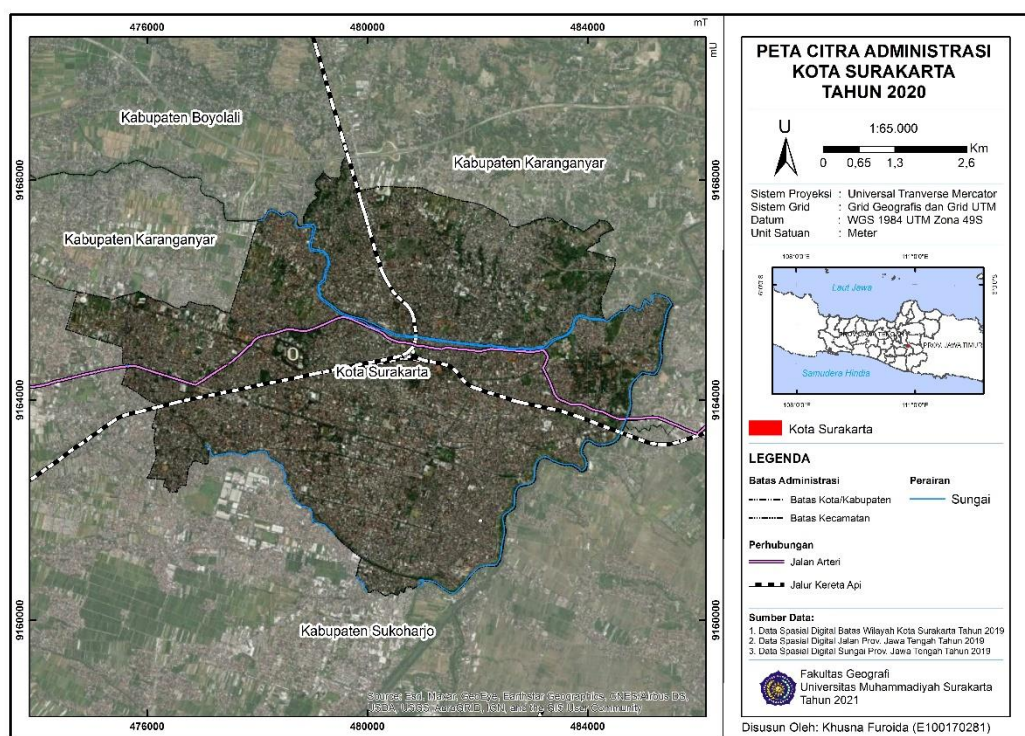 476000
480000
484000
mT
mU
9168000
9164000
9160000
Kabupaten Boyolali
Kabupaten Karanganyar
Kabupaten Karanganyar
Kota Surakarta
Kabupaten Sukoharjo
Source: Esri, Maxar, GeoEye, Earthstar Geographics, CNES/Airbus DS,
USDA, USGS, AeroGRID, IGN, and the GIS User Community
9168000
9164000
9160000
476000
480000
484000
PETA CITRA ADMINISTRASI
KOTA SURAKARTA
TAHUN 2020
U
1:65.000
Km
0 0,65 1,3 2,6
Sistem Proyeksi : Universal Tranverse Mercator
Sistem Grid : Grid Geografis dan Grid UTM
Datum : WGS 1984 UTM Zona 49S
Unit Satuan : Meter
Laut Jawa
PROV. JAWA TIMUR
Samudera Hindia
Kota Surakarta
LEGENDA
Batas Administrasi
Batas Kota/Kabupaten
Batas Kecamatan
Perairan
Sungai
Perhubungan
Jalan Arteri
Jalur Kereta Api
Sumber Data:
1. Data Spasial Digital Batas Wilayah Kota Surakarta Tahun 2019
2. Data Spasial Digital Jalan Prov. Jawa Tengah Tahun 2019
3. Data Spasial Digital Sungai Prov. Jawa Tengah Tahun 2019
Fakultas Geografi
Universitas Muhammadiyah Surakarta
Tahun 2021
Disusun Oleh: Khusna Furoida (E100170281)